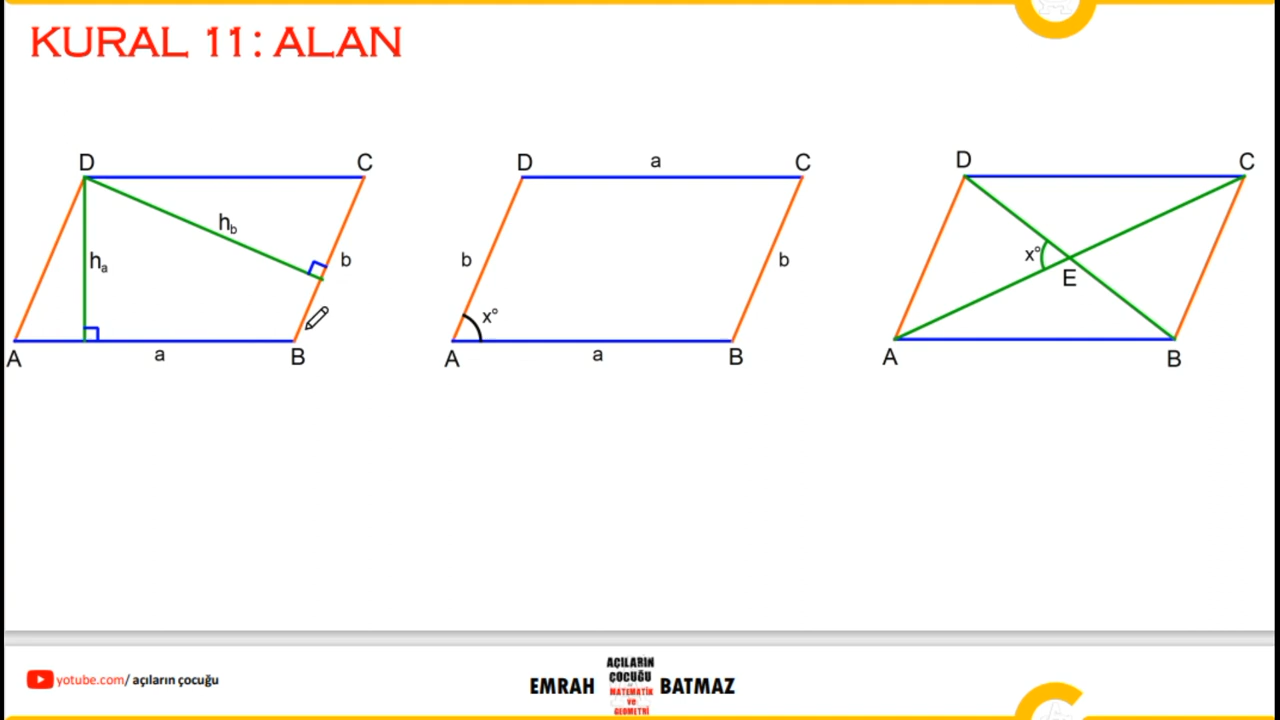 KURAL 11: ALAN
D
C
h_b
h_a
b
A
a
B
D
a
C
b
b
x°
A
a
B
D
C
x°
E
A
B
yotube.com/ açıların çocuğu
EMRAH
AÇILARIN
ÇOCUĞU
MATEMATİK
ve
GEOMETRİ
BATMAZ